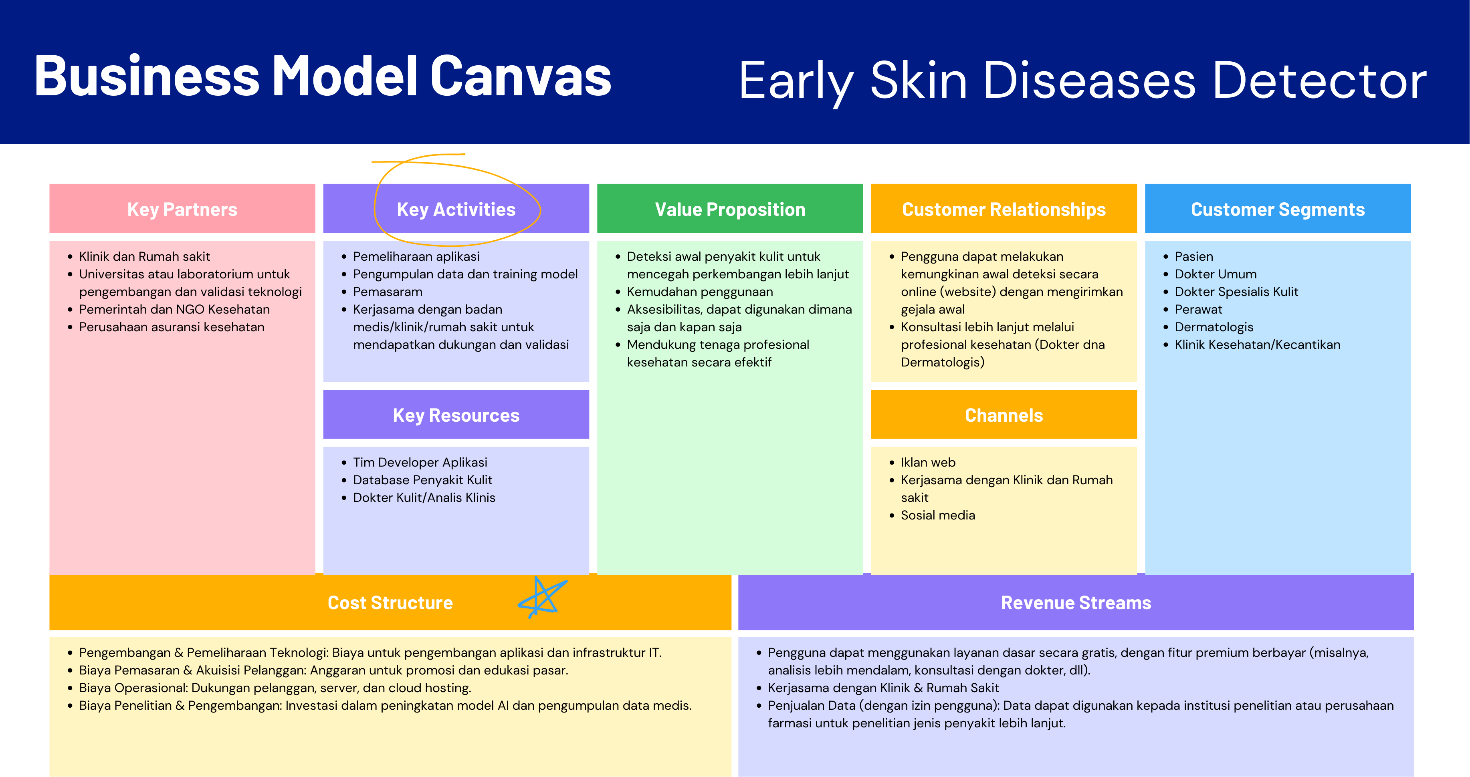 Business Model Canvas
Early Skin Diseases Detector
Key Partners
• Klinik dan Rumah sakit
• Universitas atau laboratorium untuk
pengembangan dan validasi teknologi
• Pemerintah dan NGO Kesehatan
• Perusahaan asuransi kesehatan
Key Activities
• Pemeliharaan aplikasi
• Pengumpulan data dan training model
• Pemasaram
• Kerjasama dengan badan
medis/klinik/rumah sakit untuk
mendapatkan dukungan dan validasi
Key Resources
• Tim Developer Aplikasi
• Database Penyakit Kulit
• Dokter Kulit/Analis Klinis
Value Proposition
• Deteksi awal penyakit kulit untuk
mencegah perkembangan lebih lanjut
• Kemudahan penggunaan
• Aksesibilitas, dapat digunakan dimana
saja dan kapan saja
• Mendukung tenaga profesional
kesehatan secara efektif
Customer Relationships
• Pengguna dapat melakukan
kemungkinan awal deteksi secara
online (website) dengan mengirimkan
gejala awal
• Konsultasi lebih lanjut melalui
profesional kesehatan (Dokter dna
Dermatologis)
Channels
• Iklan web
• Kerjasama dengan Klinik dan Rumah
sakit
• Sosial media
Customer Segments
• Pasien
• Dokter Umum
• Dokter Spesialis Kulit
• Perawat
• Dermatologis
• Klinik Kesehatan/Kecantikan
Cost Structure
• Pengembangan & Pemeliharaan Teknologi: Biaya untuk pengembangan aplikasi dan infrastruktur IT.
• Biaya Pemasaran & Akuisisi Pelanggan: Anggaran untuk promosi dan edukasi pasar.
• Biaya Operasional: Dukungan pelanggan, server, dan cloud hosting.
• Biaya Penelitian & Pengembangan: Investasi dalam peningkatan model AI dan pengumpulan data medis.
Revenue Streams
• Pengguna dapat menggunakan layanan dasar secara gratis, dengan fitur premium berbayar (misalnya,
analisis lebih mendalam, konsultasi dengan dokter, dll).
• Kerjasama dengan Klinik & Rumah Sakit
• Penjualan Data (dengan izin pengguna): Data dapat digunakan kepada institusi penelitian atau perusahaan
farmasi untuk penelitian jenis penyakit lebih lanjut.